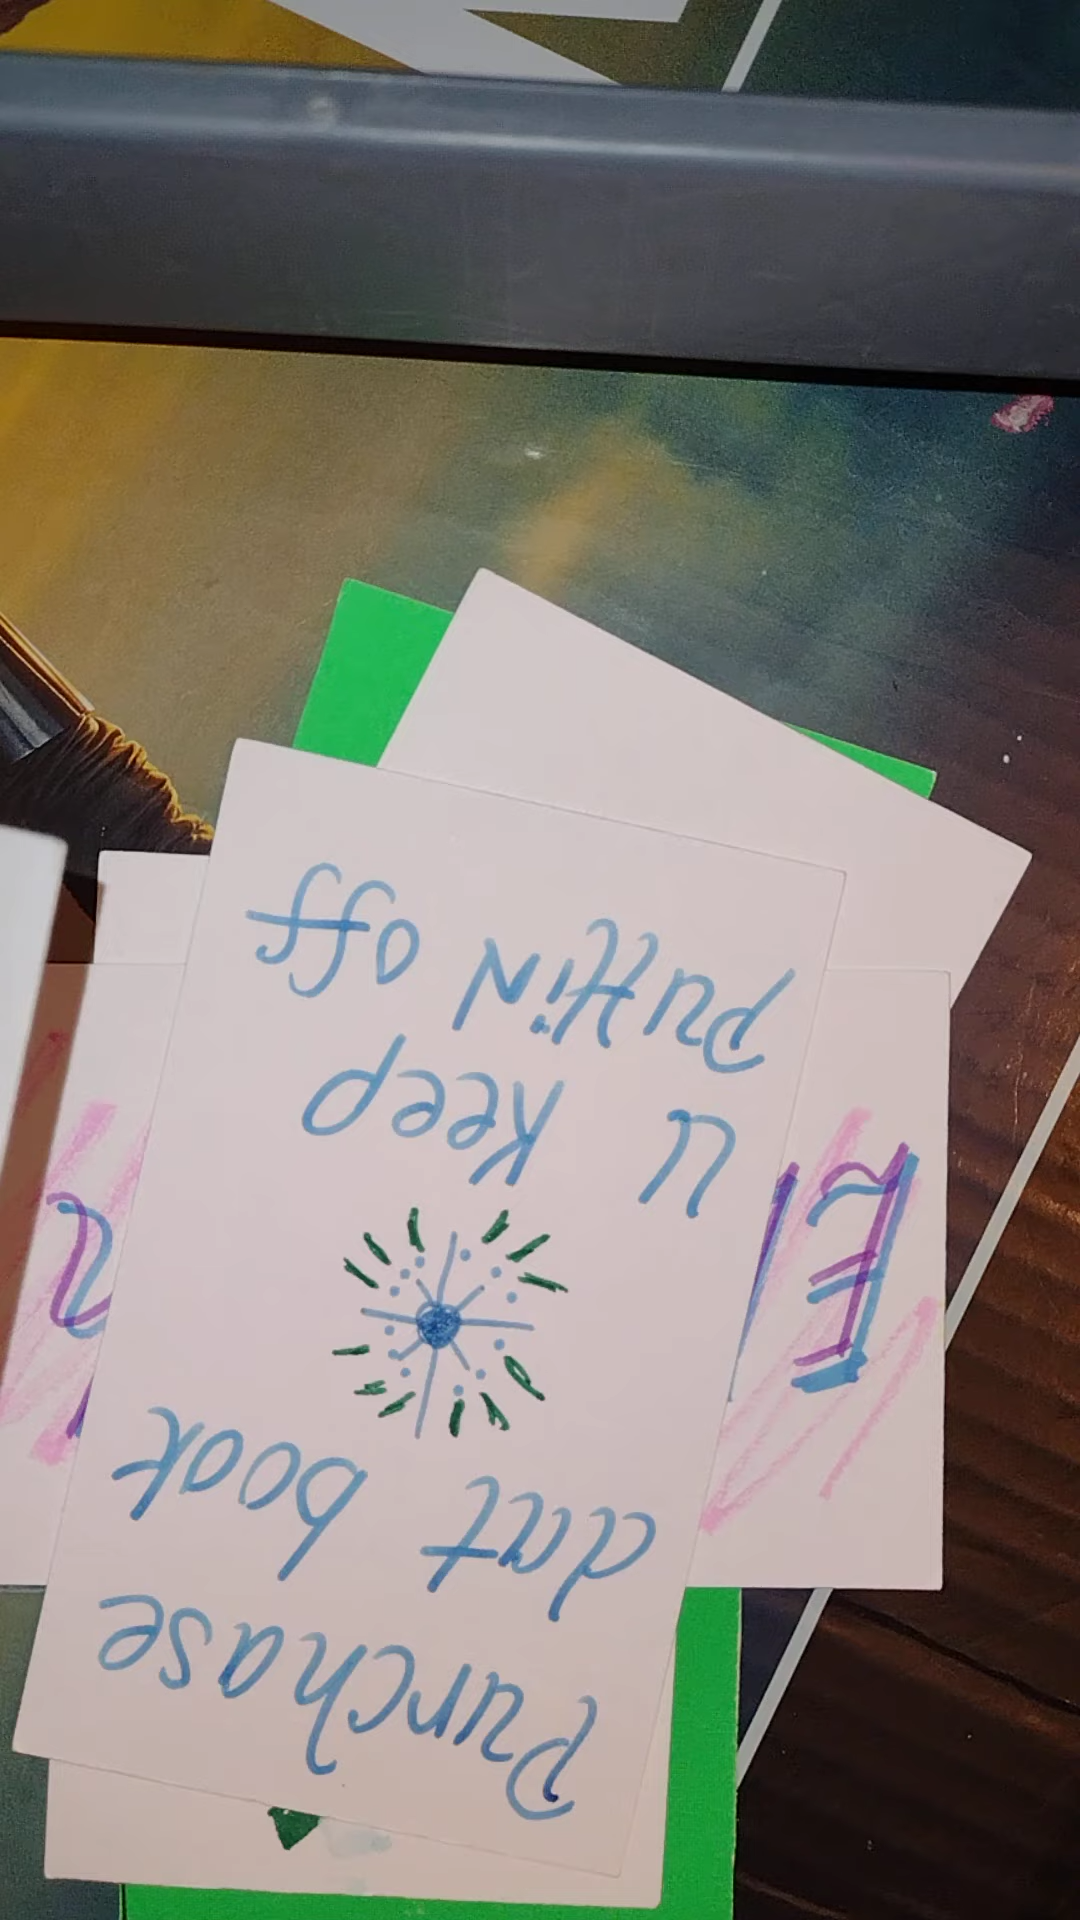 Purchase
dat book
u keep
puttin off